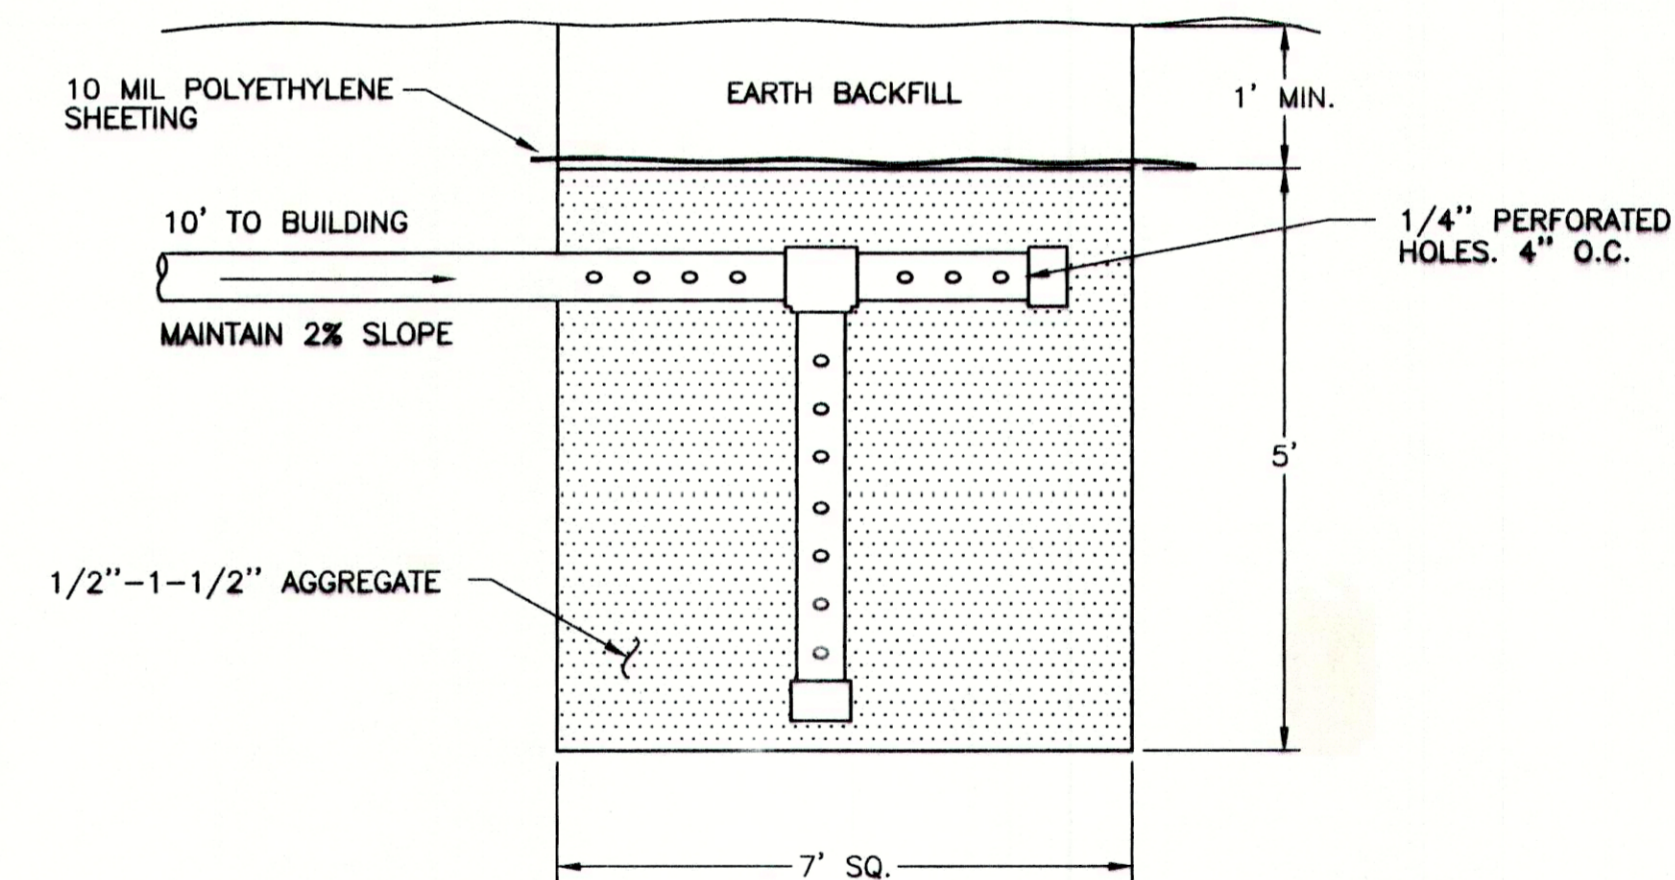 10 MIL POLYETHYLENE
SHEETING
EARTH BACKFILL
1' MIN.
10' TO BUILDING
1/4" PERFORATED
HOLES. 4" O.C.
MAINTAIN 2% SLOPE
5'
1/2"-1-1/2" AGGREGATE
7' SQ.